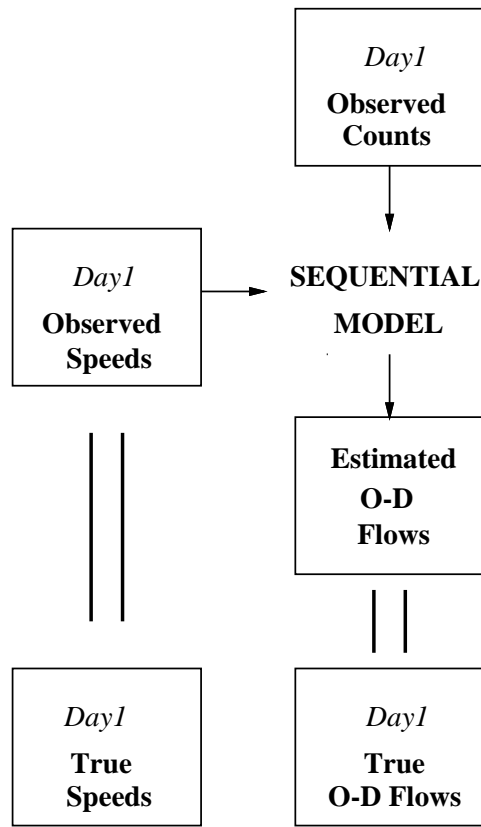 Day1
Observed
Counts
Day1
Observed
Speeds
SEQUENTIAL
MODEL
Estimated
O-D
Flows
Day1
True
Speeds
Day1
True
O-D Flows